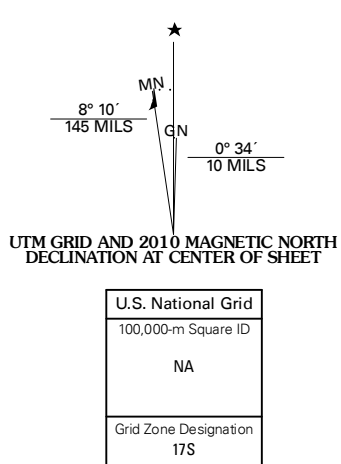 MN
8° 10´
145 MILS
GN
0° 34´
10 MILS
UTM GRID AND 2010 MAGNETIC NORTH
DECLINATION AT CENTER OF SHEET
U.S. National Grid
100,000-m Square ID
NA
Grid Zone Designation
17S